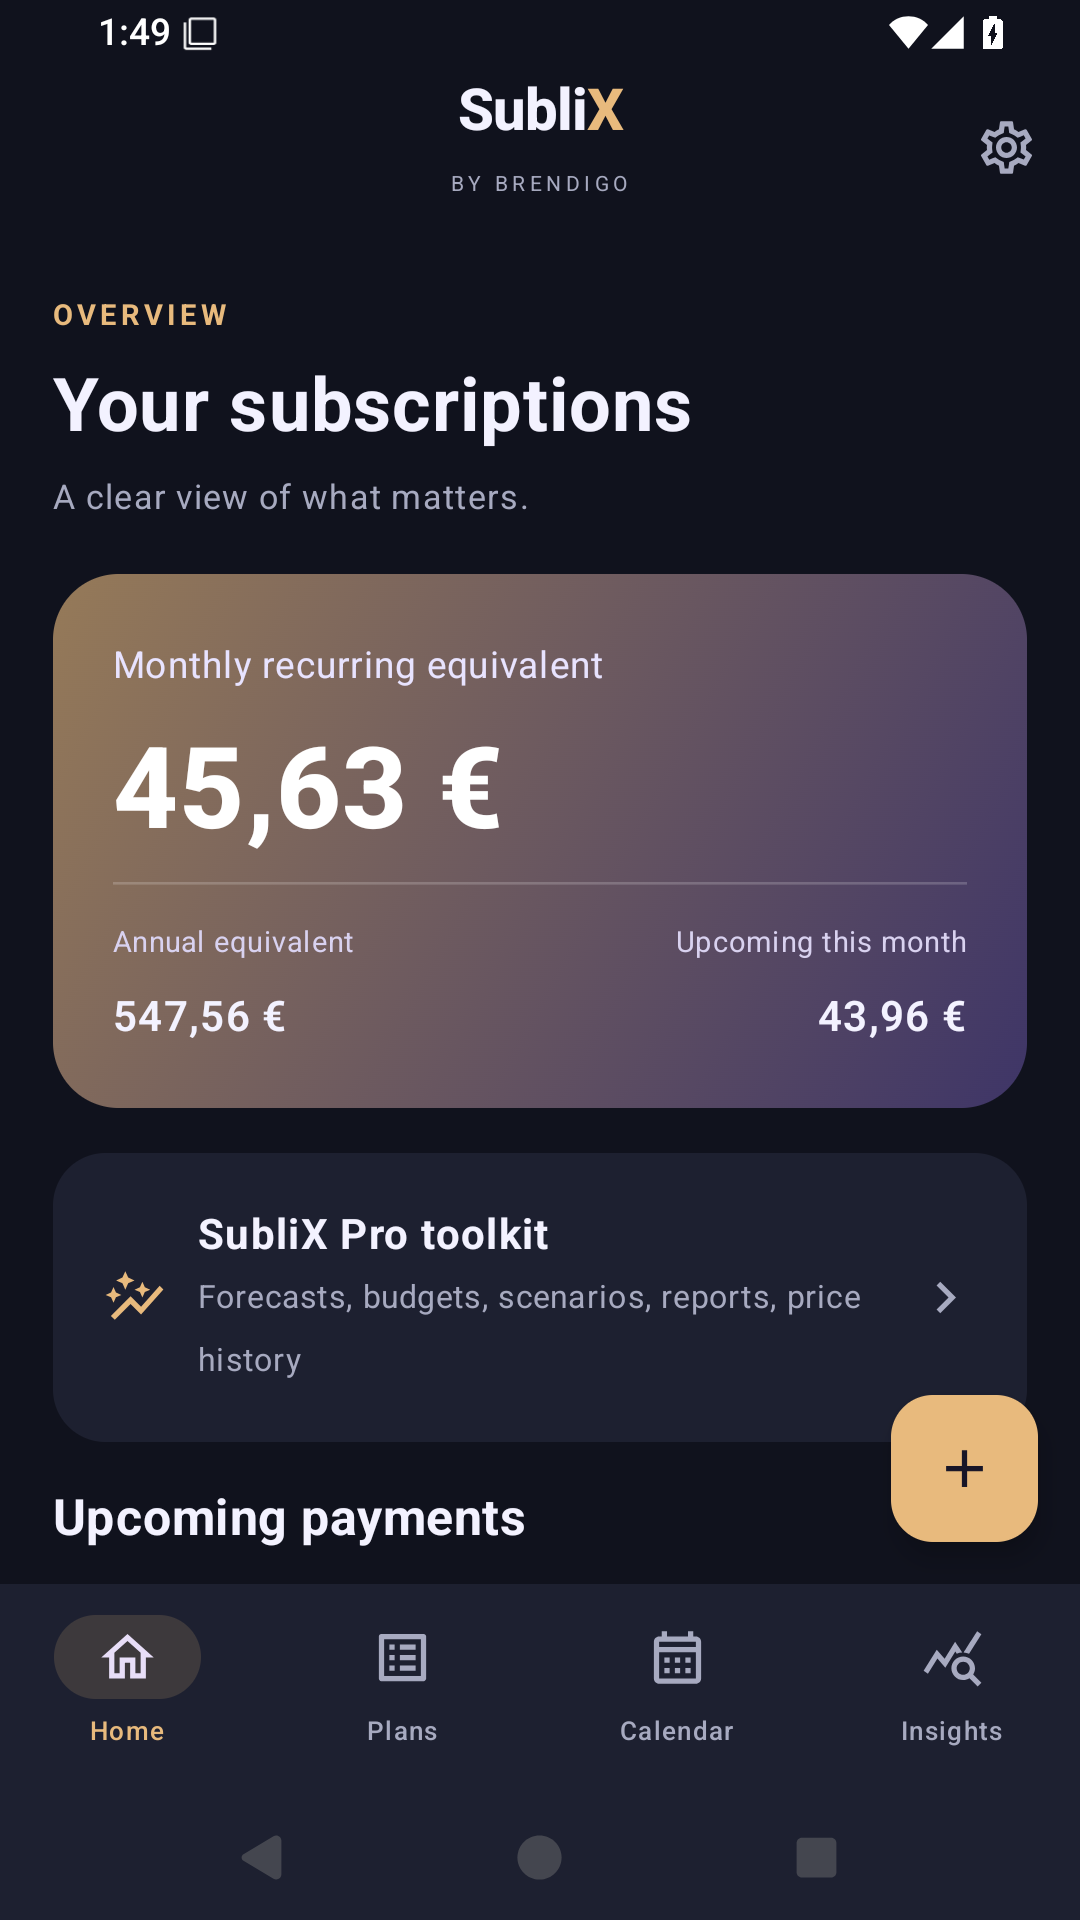 1:49
SubliX
BY BRENDIGO
OVERVIEW
Your subscriptions
A clear view of what matters.
Monthly recurring equivalent
45,63 €
Annual equivalent
Upcoming this month
547,56 €
43,96 €
SubliX Pro toolkit
Forecasts, budgets, scenarios, reports, price
history
Upcoming payments
Home
Plans
Calendar
Insights